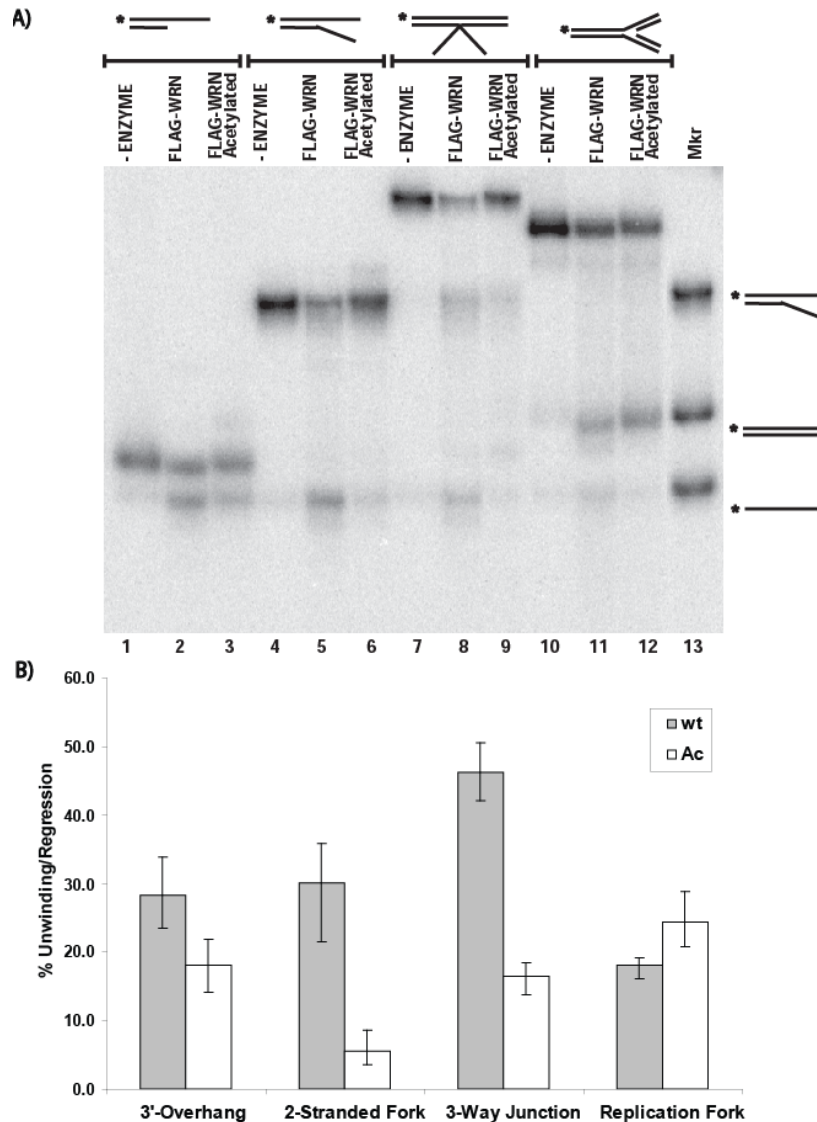 A)
* * * *
- ENZYME FLAG-WRN FLAG-WRN Acetylated - ENZYME FLAG-WRN FLAG-WRN Acetylated - ENZYME FLAG-WRN FLAG-WRN Acetylated - ENZYME FLAG-WRN FLAG-WRN Acetylated Mkr
*
*
*
1 2 3 4 5 6 7 8 9 10 11 12 13
B)
% Unwinding/Regression
60.0
50.0
40.0
30.0
20.0
10.0
0.0
wt
Ac
3'-Overhang 2-Stranded Fork 3-Way Junction Replication Fork